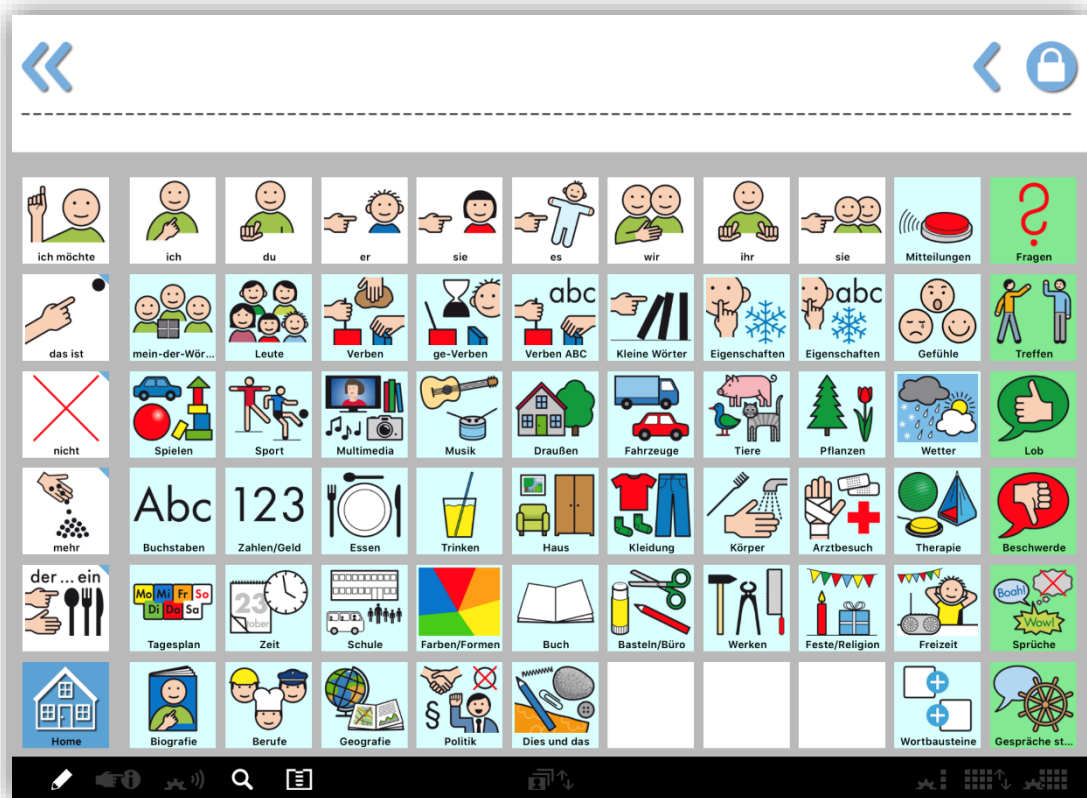 ich möchte ich du er sie es wir ihr sie Mitteilungen Fragen
abc abc
das ist mein-der-Wör... Leute Verben ge-Verben Verben ABC Kleine Wörter Eigenschaften Eigenschaften Gefühle Treffen
nicht Spielen Sport Multimedia Musik Draußen Fahrzeuge Tiere Pflanzen Wetter Lob
Abc 123
mehr Buchstaben Zahlen/Geld Essen Trinken Haus Kleidung Körper Arztbesuch Therapie Beschwerde
der ... ein
Mo Mi Fr So
Di Do Sa
23
tober
Boah!
Wow!
Tagesplan Zeit Schule Farben/Formen Buch Basteln/Büro Werken Feste/Religion Freizeit Sprüche
§
Home Biografie Berufe Geografie Politik Dies und das Wortbausteine Gespräche st...